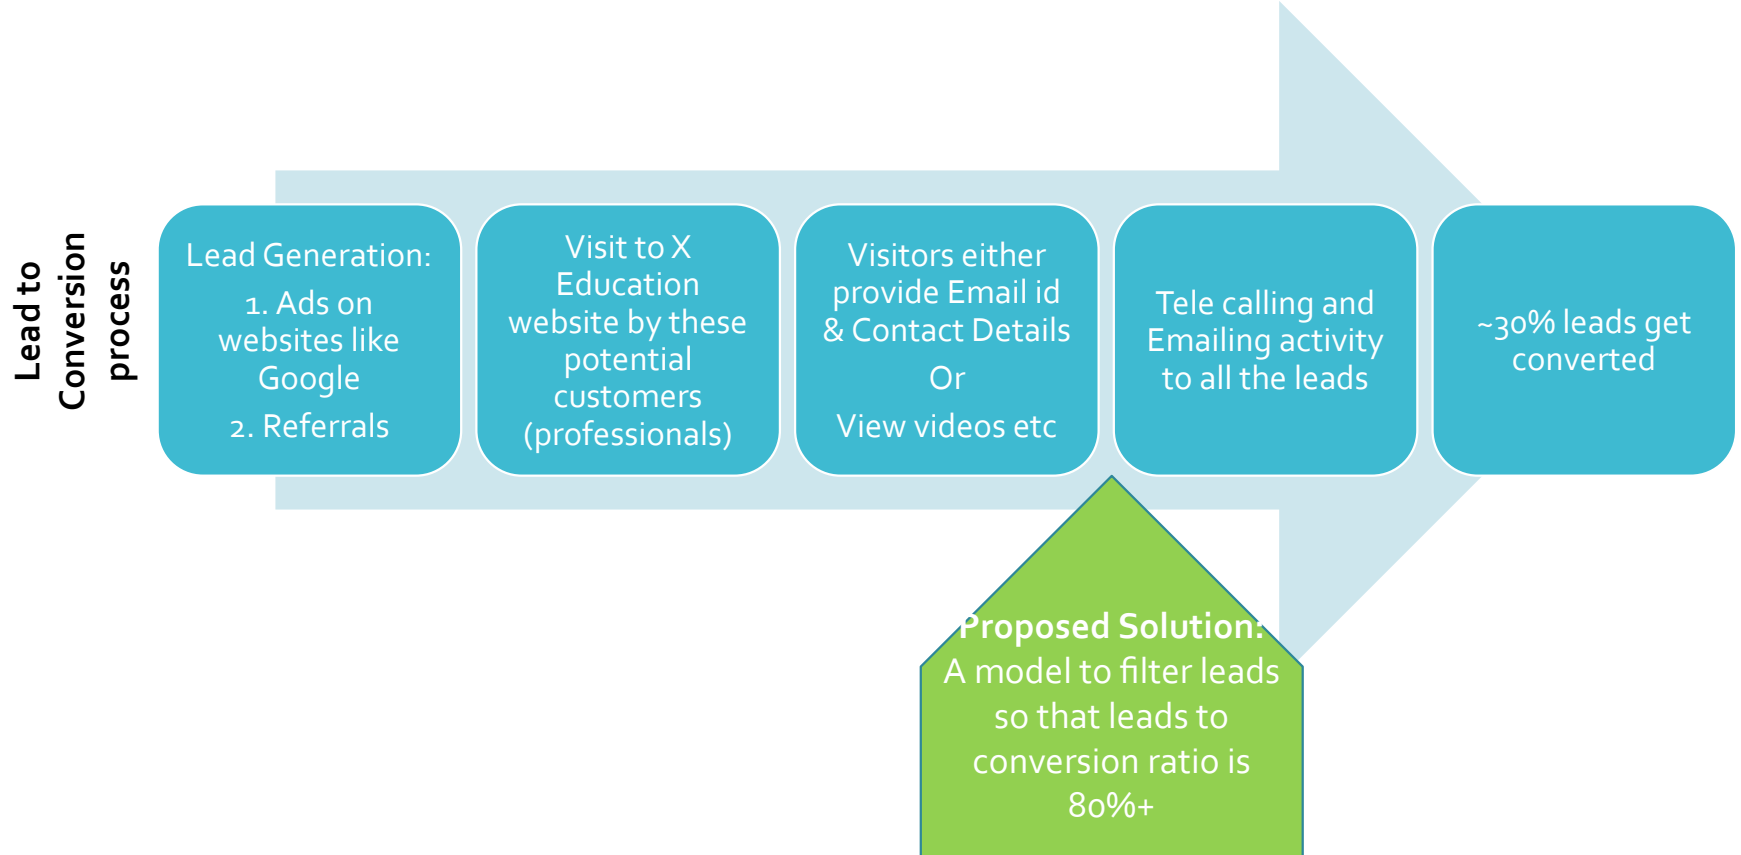 Lead to
Conversion
process
Lead Generation:
1. Ads on
websites like
Google
2. Referrals
Visit to X
Education
website by these
potential
customers
(professionals)
Visitors either
provide Email id
& Contact Details
Or
View videos etc
Tele calling and
Emailing activity
to all the leads
~30% leads get
converted
Proposed Solution:
A model to filter leads
so that leads to
conversion ratio is
80%+